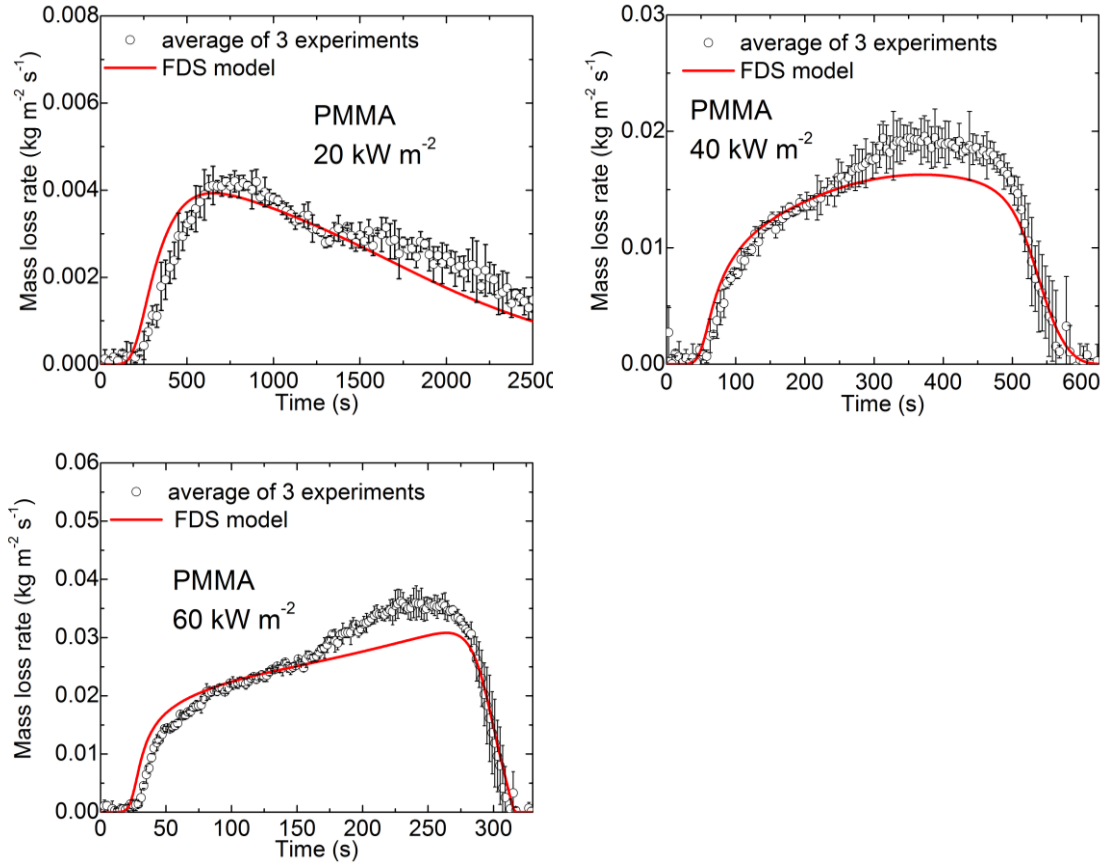 0.008
0.006
0.004
0.002
0.000
Mass loss rate (kg m⁻² s⁻¹)
average of 3 experiments
FDS model
PMMA
20 kW m⁻²
0 500 1000 1500 2000 2500
Time (s)
0.03
0.02
0.01
0.00
Mass loss rate (kg m⁻² s⁻¹)
average of 3 experiments
FDS model
PMMA
40 kW m⁻²
0 100 200 300 400 500 600
Time (s)
0.06
0.05
0.04
0.03
0.02
0.01
0.00
Mass loss rate (kg m⁻² s⁻¹)
average of 3 experiments
FDS model
PMMA
60 kW m⁻²
0 50 100 150 200 250 300
Time (s)